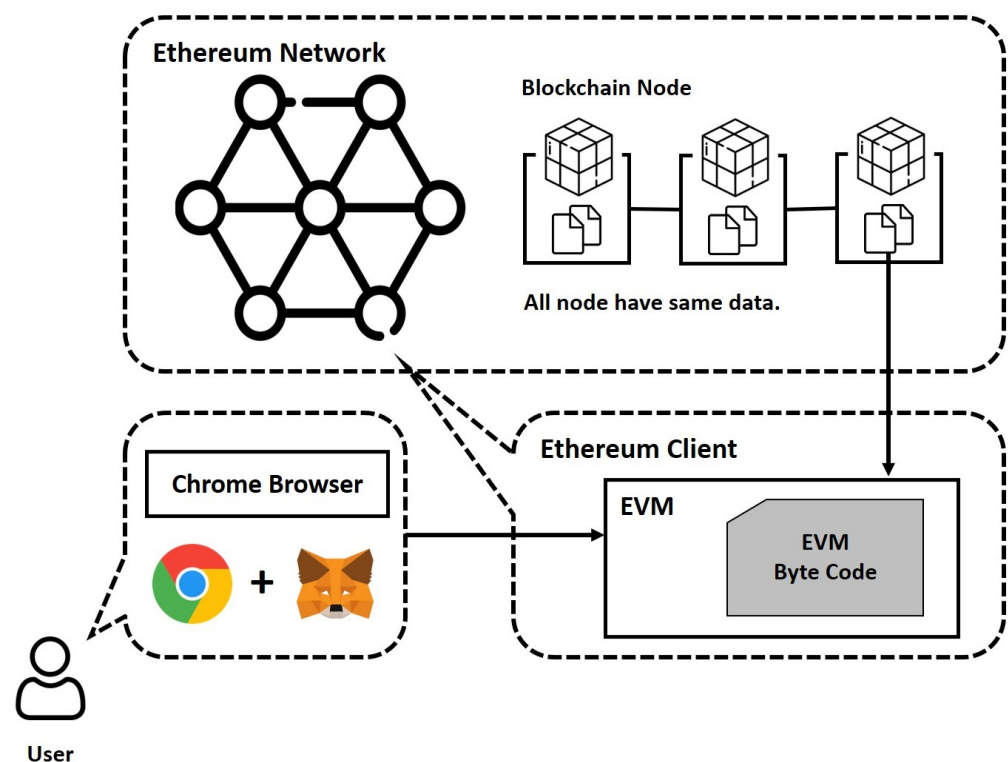 Ethereum Network
Blockchain Node
All node have same data.
Chrome Browser
+
Ethereum Client
EVM
EVM
Byte Code
User